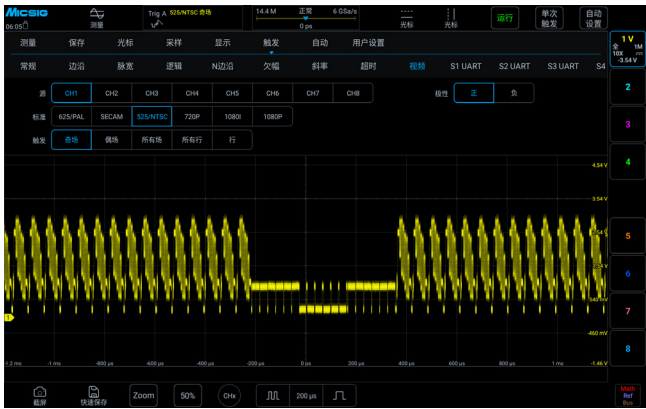 Micsig Trig A 525/NTSC 奇场 14.4 M 正常 6 GSa/s 运行 单次 自动
06:05 测量 0 ps 光标 光标 触发 设置
测量 保存 光标 采样 显示 触发 自动 用户设置
1 V
全 1M
10X
-3.54 V
常规 边沿 脉宽 逻辑 N边沿 欠幅 斜率 超时 视频 S1 UART S2 UART S3 UART S4
源 CH1 CH2 CH3 CH4 CH5 CH6 CH7 CH8 极性 正 负
2
标准 625/PAL SECAM 525/NTSC 720P 1080I 1080P
3
触发 奇场 偶场 所有场 所有行 行
4
4.54 V
3.54 V
5
6
540 mV
7
1
-460 mV
8
-1.2 ms -1 ms -800 μs -600 μs -400 μs -200 μs 0 ps 200 μs 400 μs 600 μs 800 μs 1 ms -1.46 V
截屏 快速保存 Zoom 50% CHx 200 μs
Math
Ref
Bus